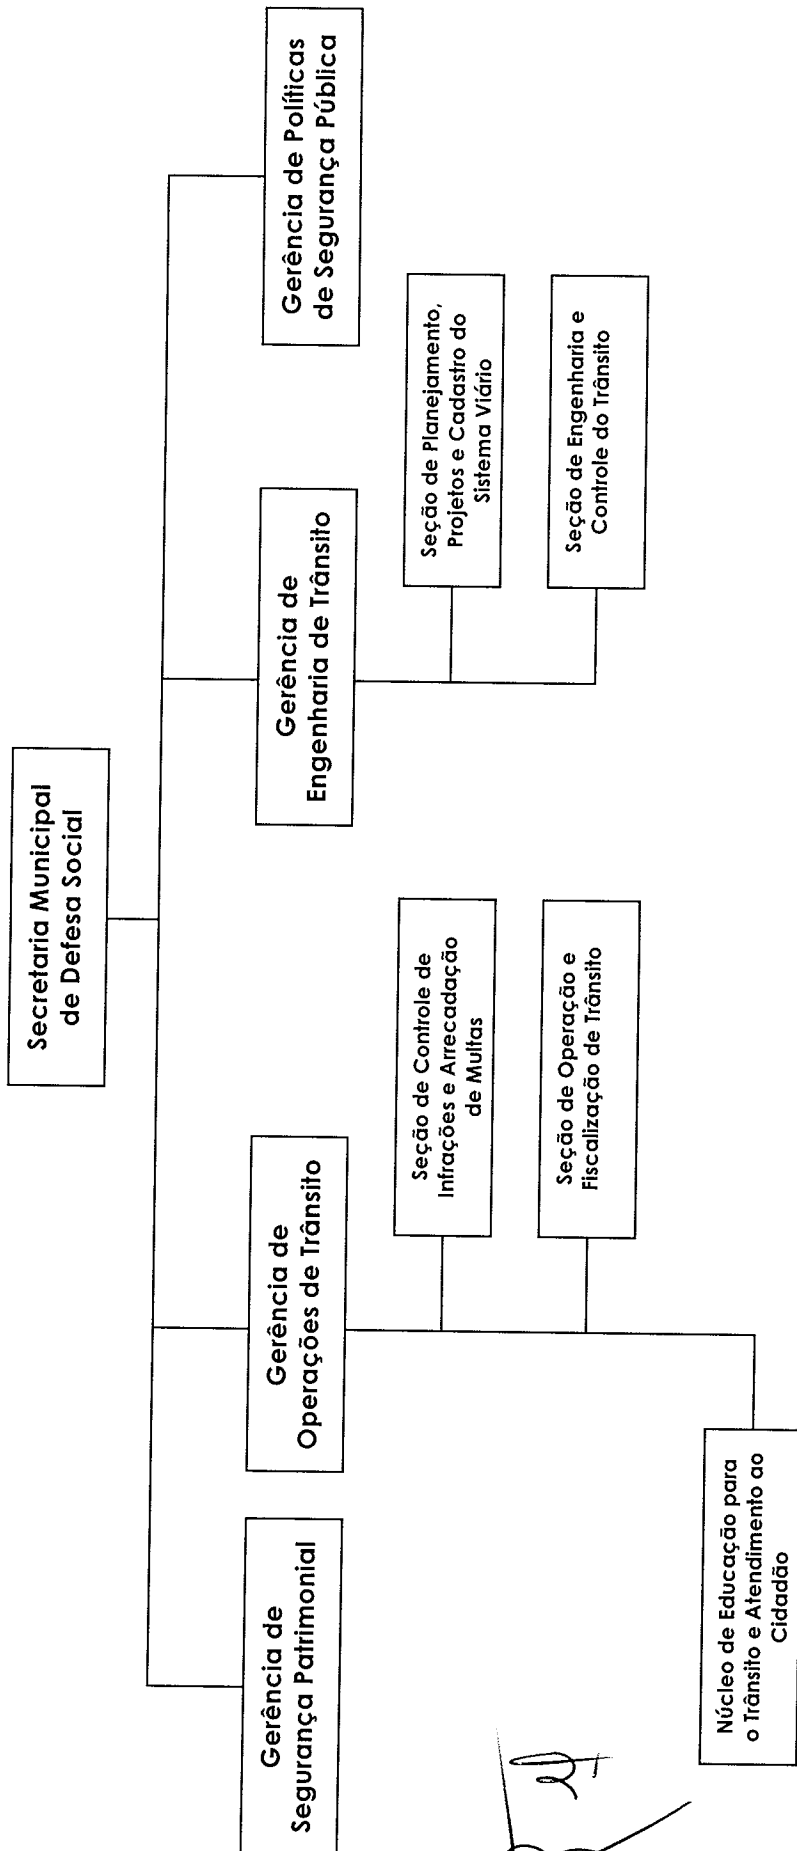 Secretaria Municipal
de Defesa Social
Gerência de
Segurança Patrimonial
Gerência de
Operações de Trânsito
Gerência de
Engenharia de Trânsito
Gerência de Políticas
de Segurança Pública
Seção de Controle de
Infrações e Arrecadação
de Multas
Seção de Operação e
Fiscalização de Trânsito
Núcleo de Educação para
o Trânsito e Atendimento ao
Cidadão
Seção de Planejamento,
Projetos e Cadastro do
Sistema Viário
Seção de Engenharia e
Controle do Trânsito